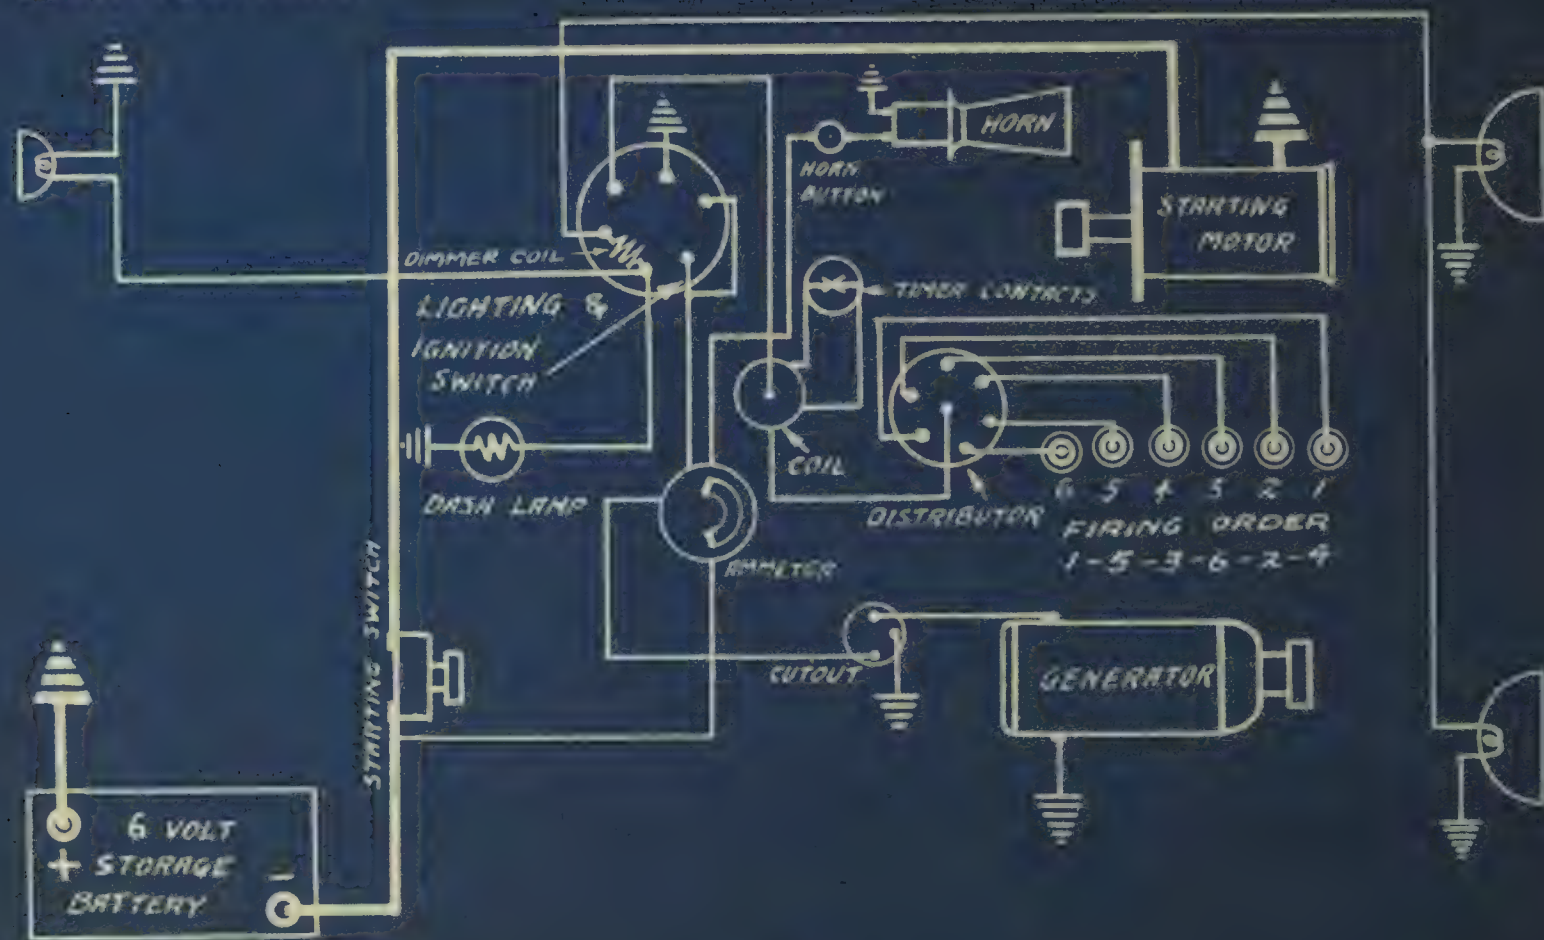 HORN
HORN
BUTTON
STARTING
MOTOR
DIMMER COIL
LIGHTING &
IGNITION
SWITCH
TIMER CONTACTS
COIL
DASH LAMP
DISTRIBUTOR
6 5 4 3 2 1
FIRING ORDER
1-5-3-6-2-4
AMMETER
STARTING SWITCH
CUTOUT
GENERATOR
6 VOLT
+ STORAGE -
BATTERY